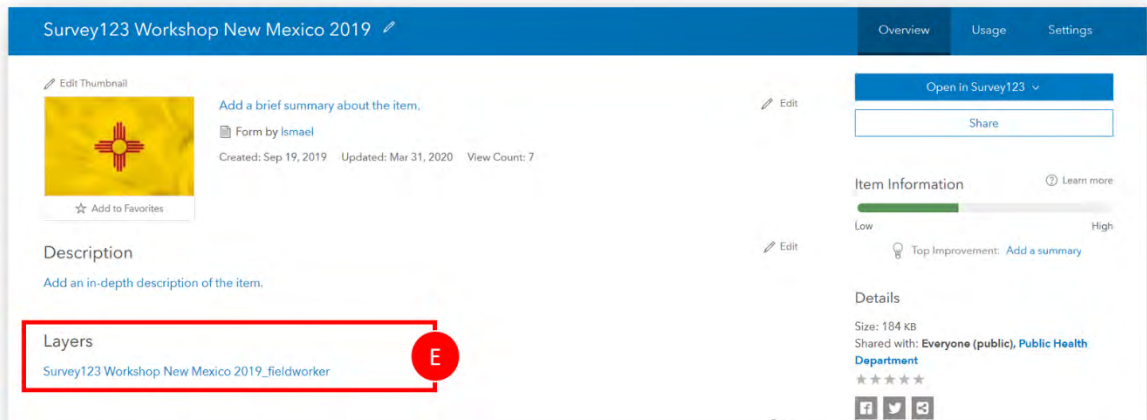 Survey123 Workshop New Mexico 2019
Overview Usage Settings
Edit Thumbnail
Add a brief summary about the item.
Edit
Form by Ismael
Created: Sep 19, 2019 Updated: Mar 31, 2020 View Count: 7
Add to Favorites
Description
Edit
Add an in-depth description of the item.
Layers
E
Survey123 Workshop New Mexico 2019_fieldworker
Open in Survey123
Share
Item Information
? Learn more
Low High
Top Improvement: Add a summary
Details
Size: 184 KB
Shared with: Everyone (public), Public Health
Department